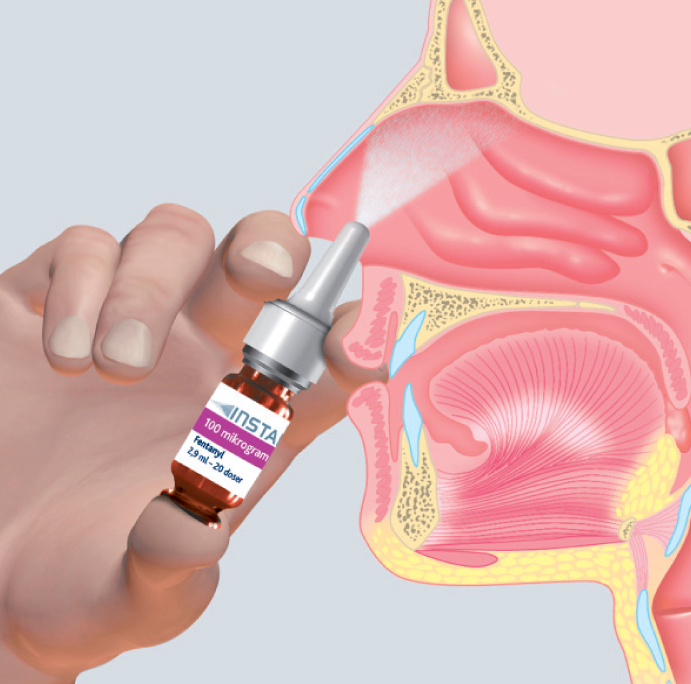 INSTA
100 mikrogram
Fentanyl
2,9 ml – 20 doser